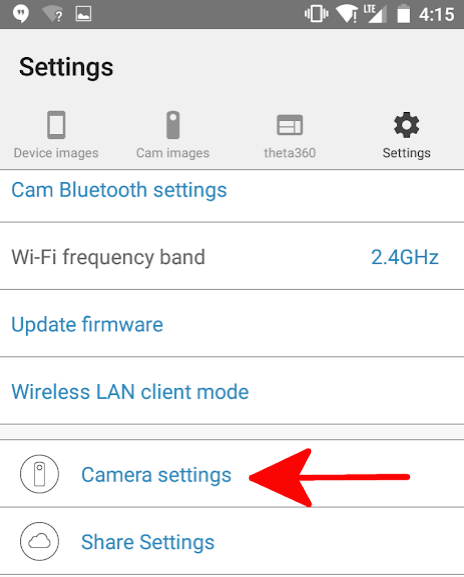 LTE 4:15
Settings
Device images Cam images theta360 Settings
Cam Bluetooth settings
Wi-Fi frequency band 2.4GHz
Update firmware
Wireless LAN client mode
Camera settings
Share Settings